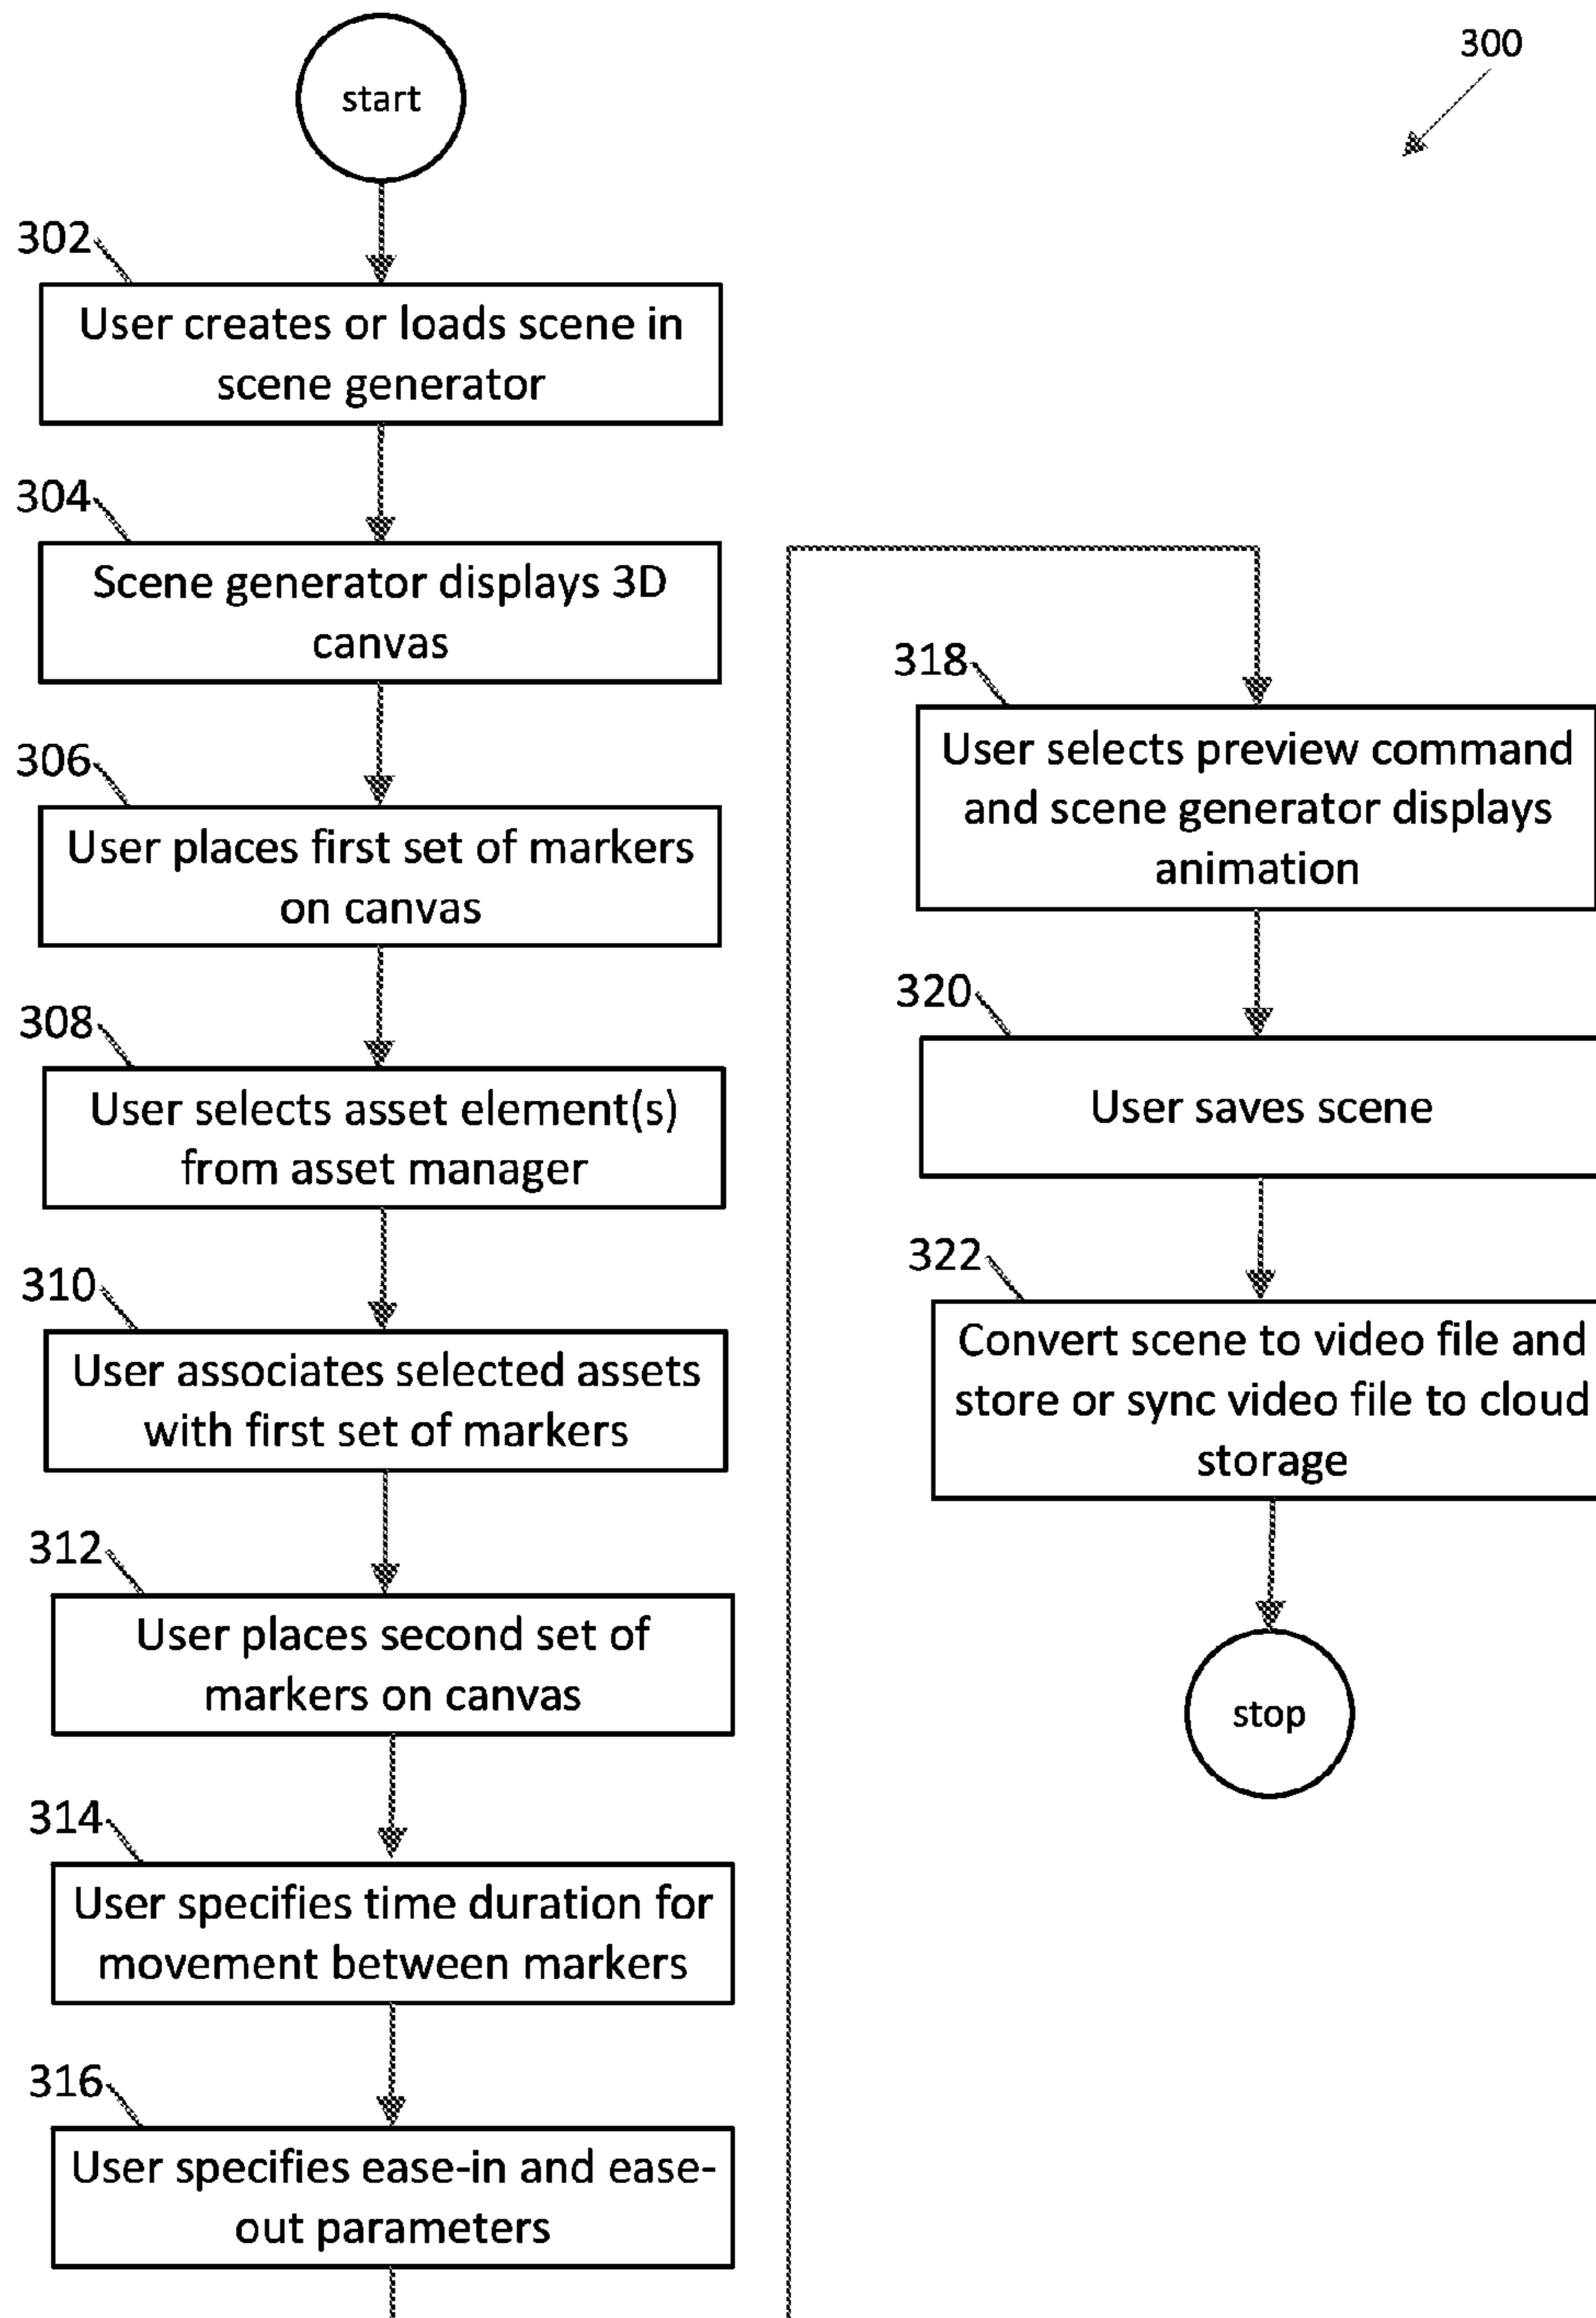 300
start
302
User creates or loads scene in
scene generator
304
Scene generator displays 3D
canvas
306
User places first set of markers
on canvas
308
User selects asset element(s)
from asset manager
310
User associates selected assets
with first set of markers
312
User places second set of
markers on canvas
314
User specifies time duration for
movement between markers
316
User specifies ease-in and ease-
out parameters
318
User selects preview command
and scene generator displays
animation
320
User saves scene
322
Convert scene to video file and
store or sync video file to cloud
storage
stop